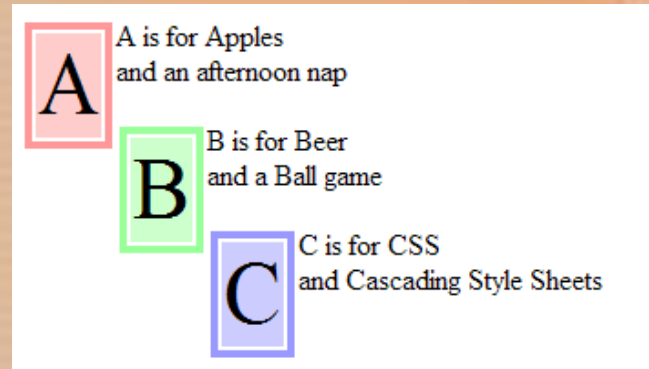 A
A is for Apples
and an afternoon nap
B
B is for Beer
and a Ball game
C
C is for CSS
and Cascading Style Sheets